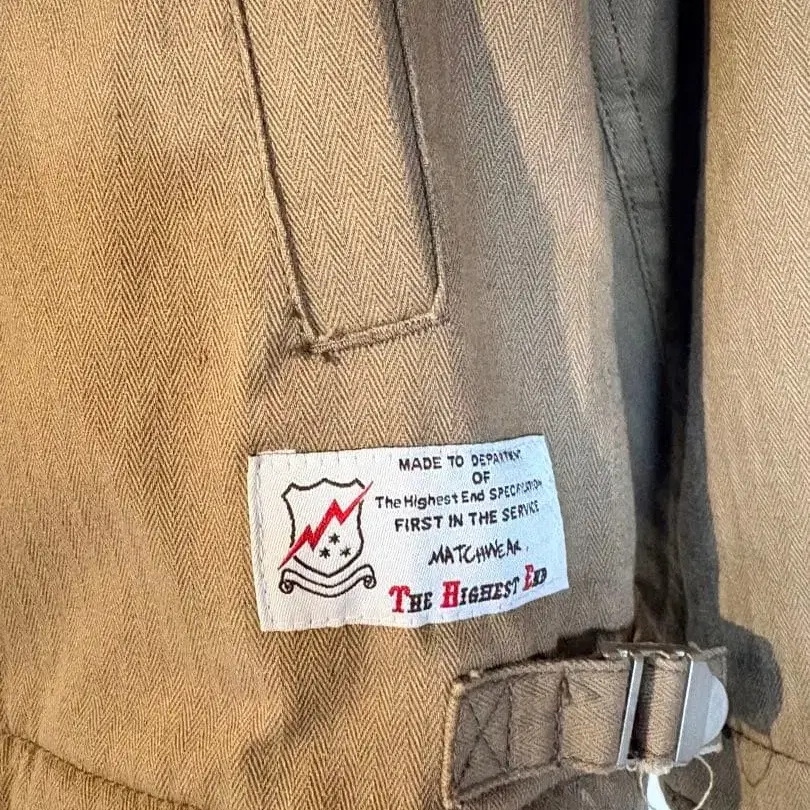 MADE TO DEPARTMENT
OF
The Highest End SPECIFICATION
FIRST IN THE SERVICE
MATCHWEAR.
THE HIGHEST END